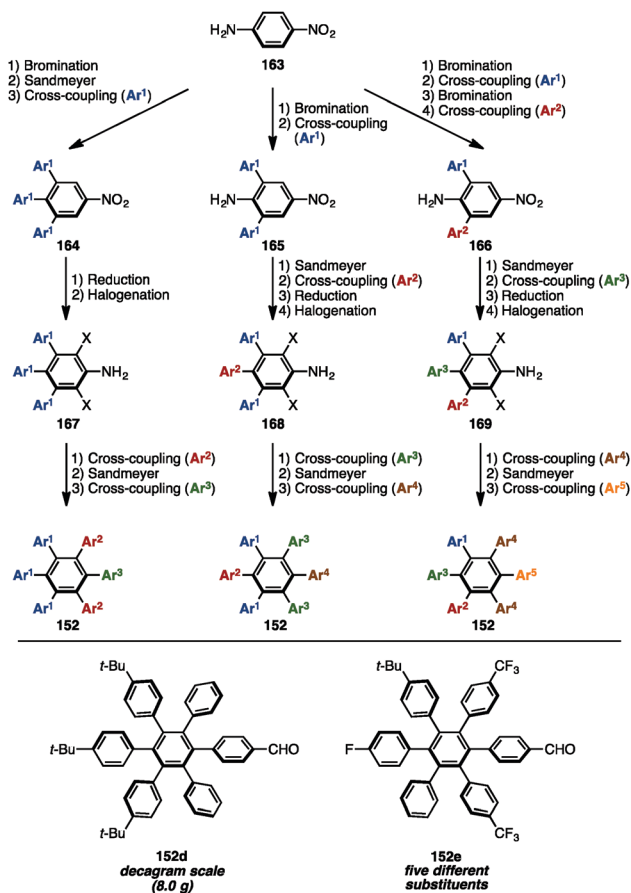 H₂N
NO₂
163
1) Bromination
2) Sandmeyer
3) Cross-coupling (Ar¹)
1) Bromination
2) Cross-coupling
(Ar¹)
1) Bromination
2) Cross-coupling (Ar¹)
3) Bromination
4) Cross-coupling (Ar²)
Ar¹
Ar¹
NO₂
Ar¹
164
Ar¹
H₂N
NO₂
Ar¹
165
Ar¹
H₂N
NO₂
Ar²
166
1) Reduction
2) Halogenation
1) Sandmeyer
2) Cross-coupling (Ar²)
3) Reduction
4) Halogenation
1) Sandmeyer
2) Cross-coupling (Ar³)
3) Reduction
4) Halogenation
Ar¹
X
Ar¹
NH₂
Ar¹
X
167
Ar¹
X
Ar²
NH₂
Ar¹
X
168
Ar¹
X
Ar³
NH₂
Ar²
X
169
1) Cross-coupling (Ar²)
2) Sandmeyer
3) Cross-coupling (Ar³)
1) Cross-coupling (Ar³)
2) Sandmeyer
3) Cross-coupling (Ar⁴)
1) Cross-coupling (Ar⁴)
2) Sandmeyer
3) Cross-coupling (Ar⁵)
Ar¹
Ar²
Ar¹
Ar³
Ar¹
Ar²
152
Ar¹
Ar³
Ar²
Ar⁴
Ar¹
Ar³
152
Ar¹
Ar⁴
Ar³
Ar⁵
Ar²
Ar⁴
152
t-Bu
t-Bu
CHO
t-Bu
152d
decagram scale
(8.0 g)
t-Bu
CF₃
F
CHO
CF₃
152e
five different
substituents